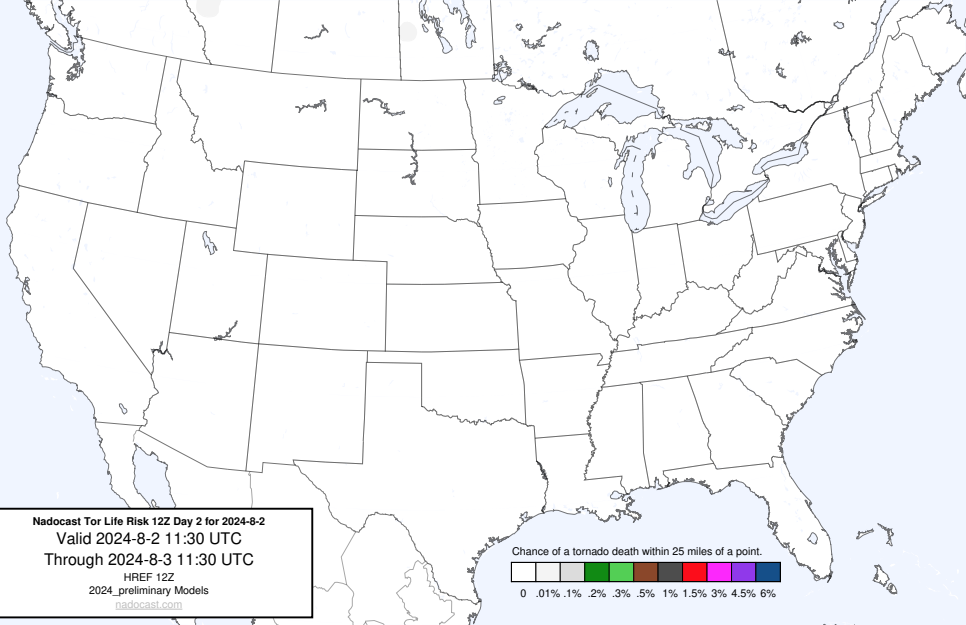 Nadocast Tor Life Risk 12Z Day 2 for 2024-8-2
Valid 2024-8-2 11:30 UTC
Through 2024-8-3 11:30 UTC
HREF 12Z
2024_preliminary Models
nadocast.com
Chance of a tornado death within 25 miles of a point.
0 .01% .1% .2% .3% .5% 1% 1.5% 3% 4.5% 6%